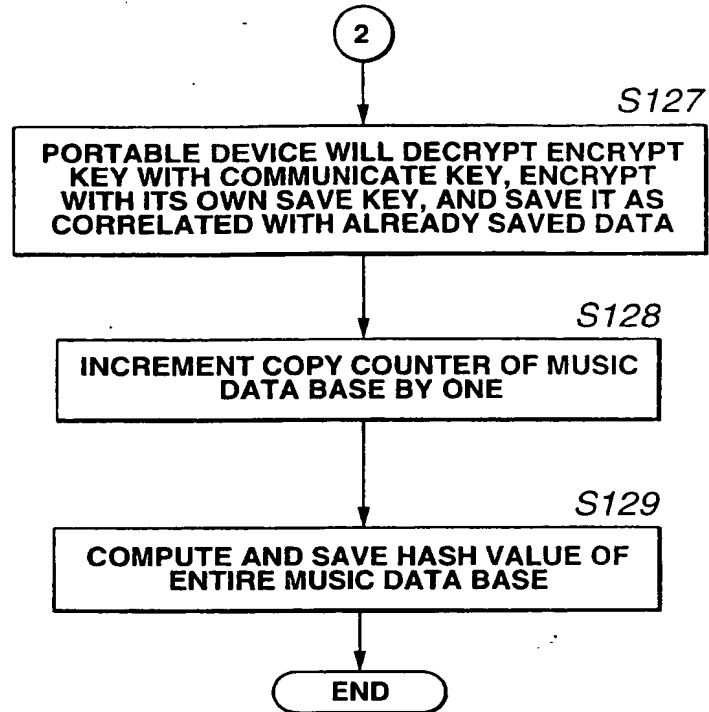 2
S127
PORTABLE DEVICE WILL DECRYPT ENCRYPT
KEY WITH COMMUNICATE KEY, ENCRYPT
WITH ITS OWN SAVE KEY, AND SAVE IT AS
CORRELATED WITH ALREADY SAVED DATA
S128
INCREMENT COPY COUNTER OF MUSIC
DATA BASE BY ONE
S129
COMPUTE AND SAVE HASH VALUE OF
ENTIRE MUSIC DATA BASE
END